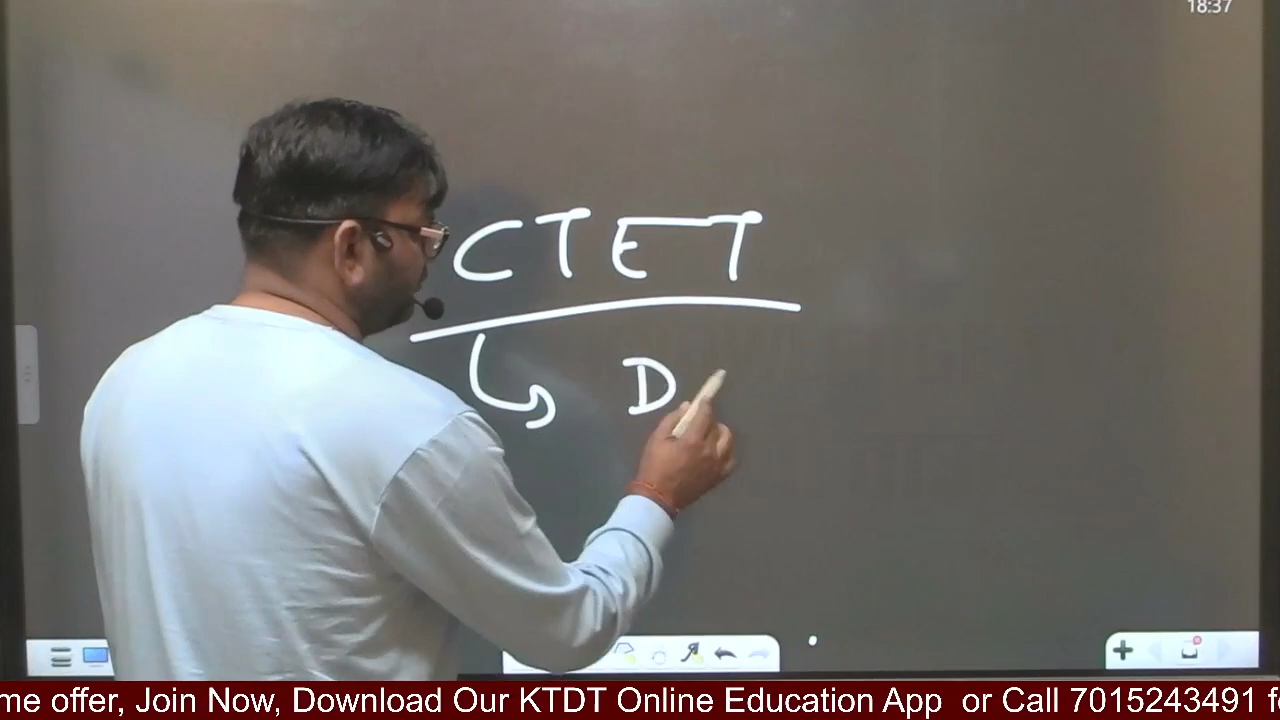 18:37
CTET
D
me offer, Join Now, Download Our KTDT Online Education App or Call 7015243491 f